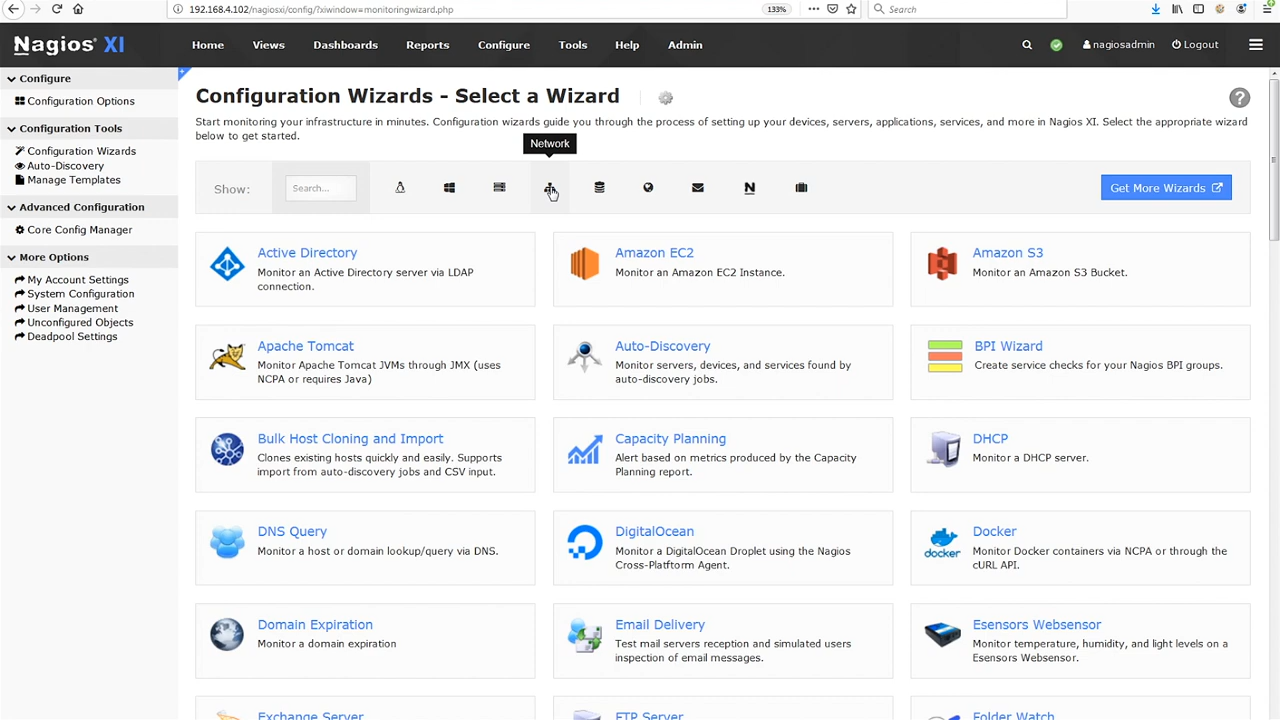 192.168.4.102/nagiosxi/config/?xiwindow=monitoringwizard.php
133%
Search
Nagios® XI
Home
Views
Dashboards
Reports
Configure
Tools
Help
Admin
nagiosadmin
Logout
Configure
Configuration Options
Configuration Tools
Configuration Wizards
Auto-Discovery
Manage Templates
Advanced Configuration
Core Config Manager
More Options
My Account Settings
System Configuration
User Management
Unconfigured Objects
Deadpool Settings
Configuration Wizards - Select a Wizard
Start monitoring your infrastructure in minutes. Configuration wizards guide you through the process of setting up your devices, servers, applications, services, and more in Nagios XI. Select the appropriate wizard
below to get started.
Network
Show:
Search...
N
Get More Wizards
Active Directory
Monitor an Active Directory server via LDAP
connection.
Amazon EC2
Monitor an Amazon EC2 Instance.
Amazon S3
Monitor an Amazon S3 Bucket.
Apache Tomcat
Monitor Apache Tomcat JVMs through JMX (uses
NCPA or requires Java)
Auto-Discovery
Monitor servers, devices, and services found by
auto-discovery jobs.
BPI Wizard
Create service checks for your Nagios BPI groups.
Bulk Host Cloning and Import
Clones existing hosts quickly and easily. Supports
import from auto-discovery jobs and CSV input.
Capacity Planning
Alert based on metrics produced by the Capacity
Planning report.
DHCP
Monitor a DHCP server.
DNS Query
Monitor a host or domain lookup/query via DNS.
DigitalOcean
Monitor a DigitalOcean Droplet using the Nagios
Cross-Platftorm Agent.
docker
Docker
Monitor Docker containers via NCPA or through the
cURL API.
Domain Expiration
Monitor a domain expiration
Email Delivery
Test mail servers reception and simulated users
inspection of email messages.
Esensors Websensor
Monitor temperature, humidity, and light levels on a
Esensors Websensor.
Exchange Server
FTP Server
Folder Watch